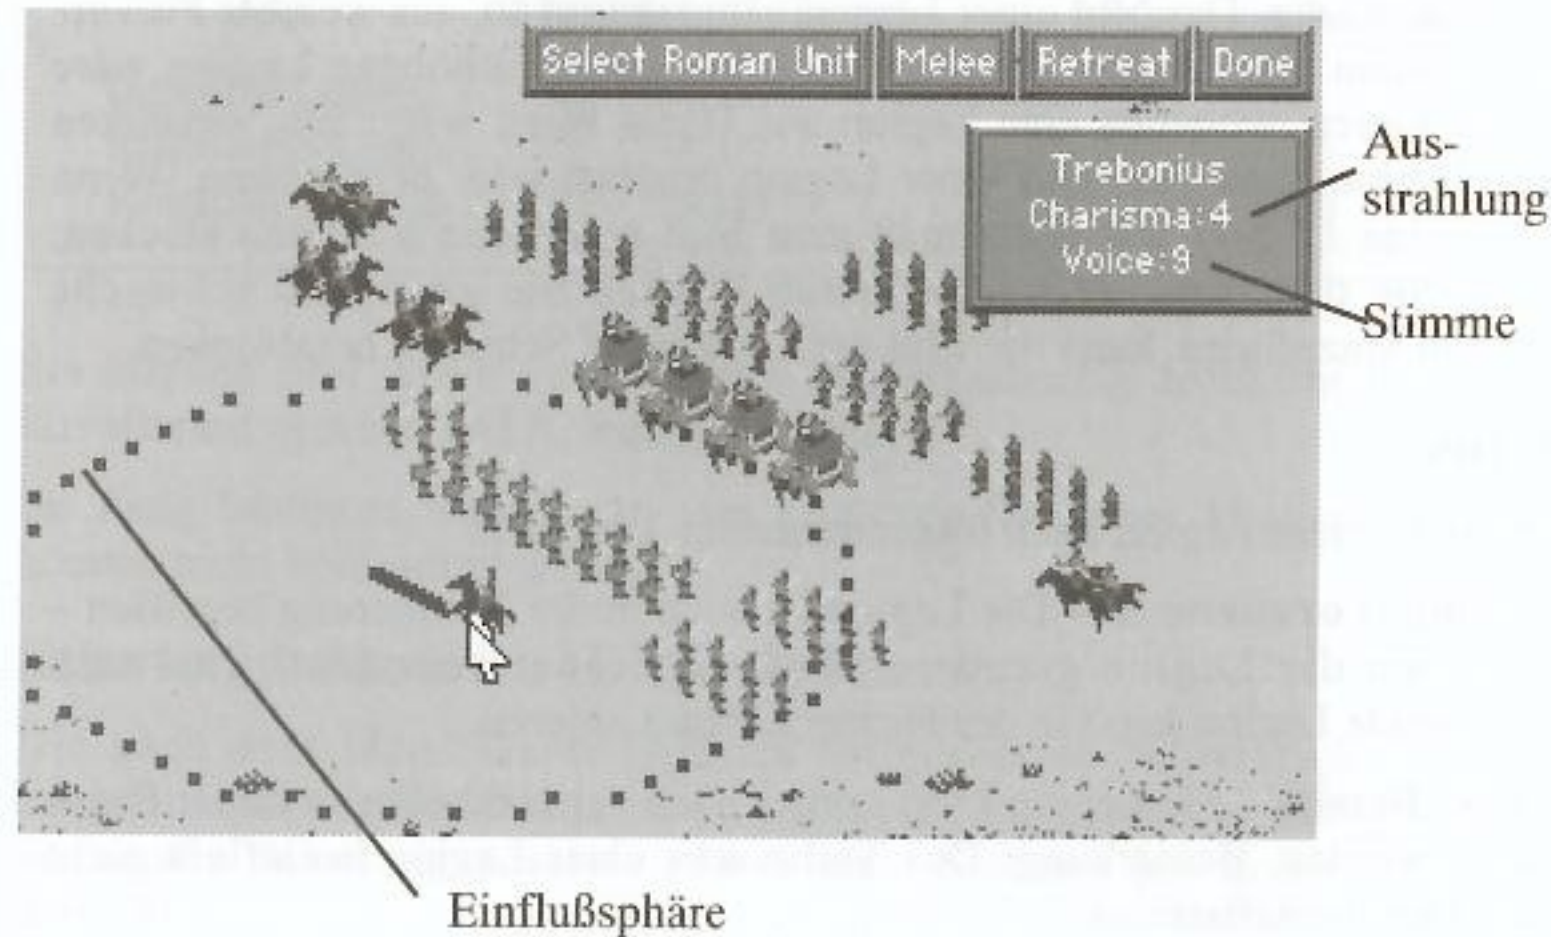 Select Roman Unit Melee Retreat Done
Trebonius
Charisma:4
Voice:9
Aus-
strahlung
Stimme
Einflußsphäre